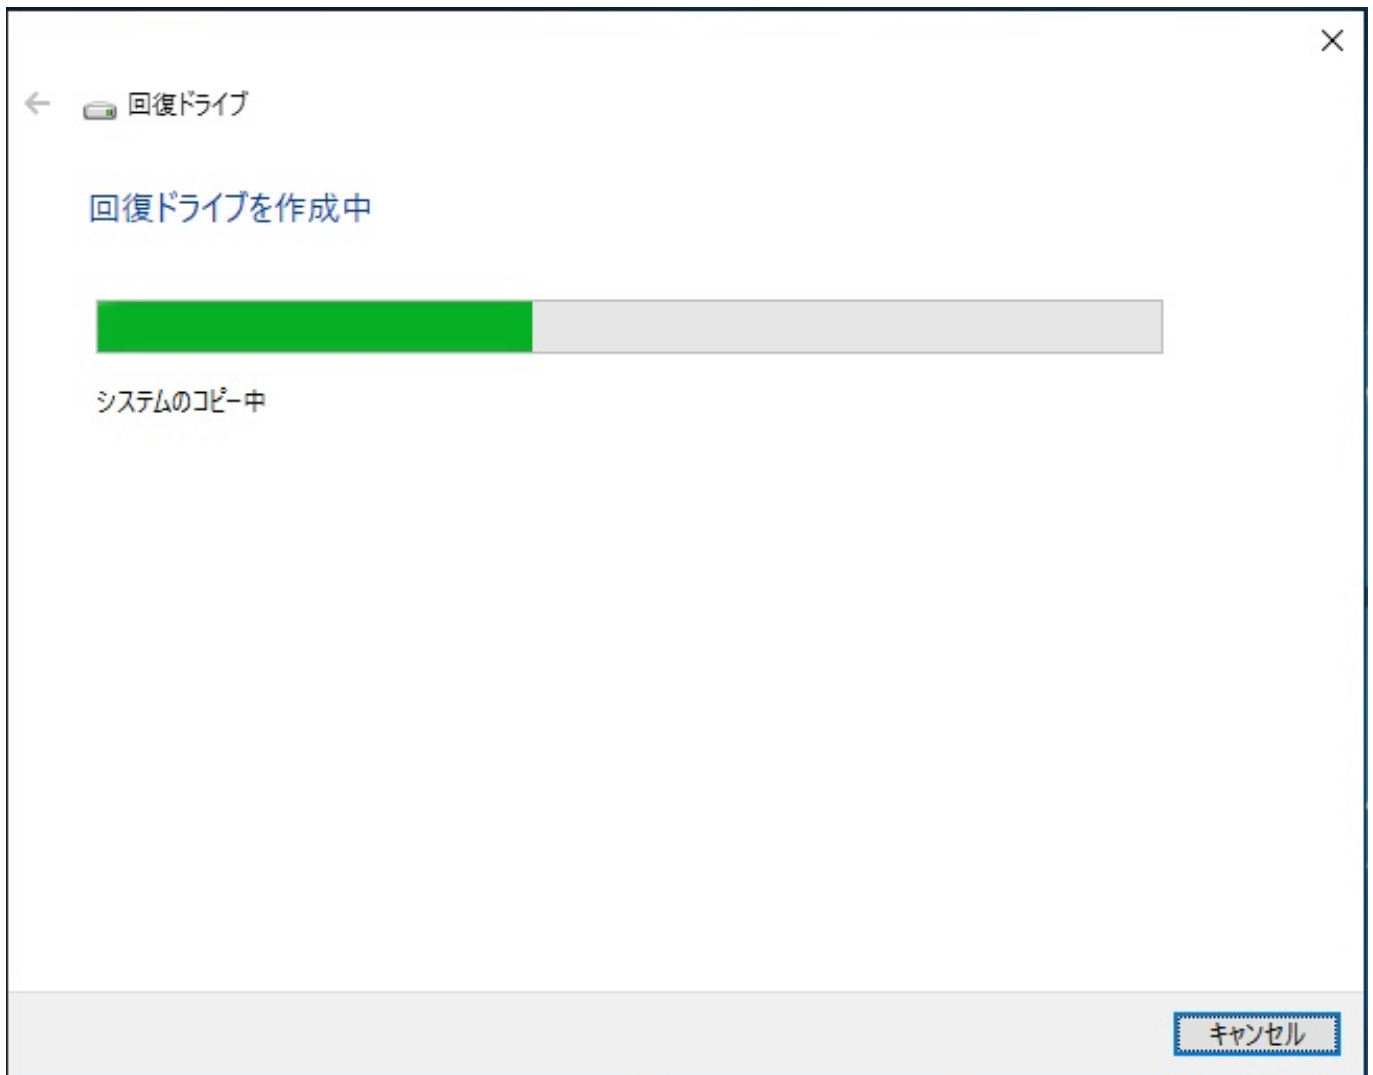 回復ドライブ
回復ドライブを作成中
システムのコピー中
キャンセル